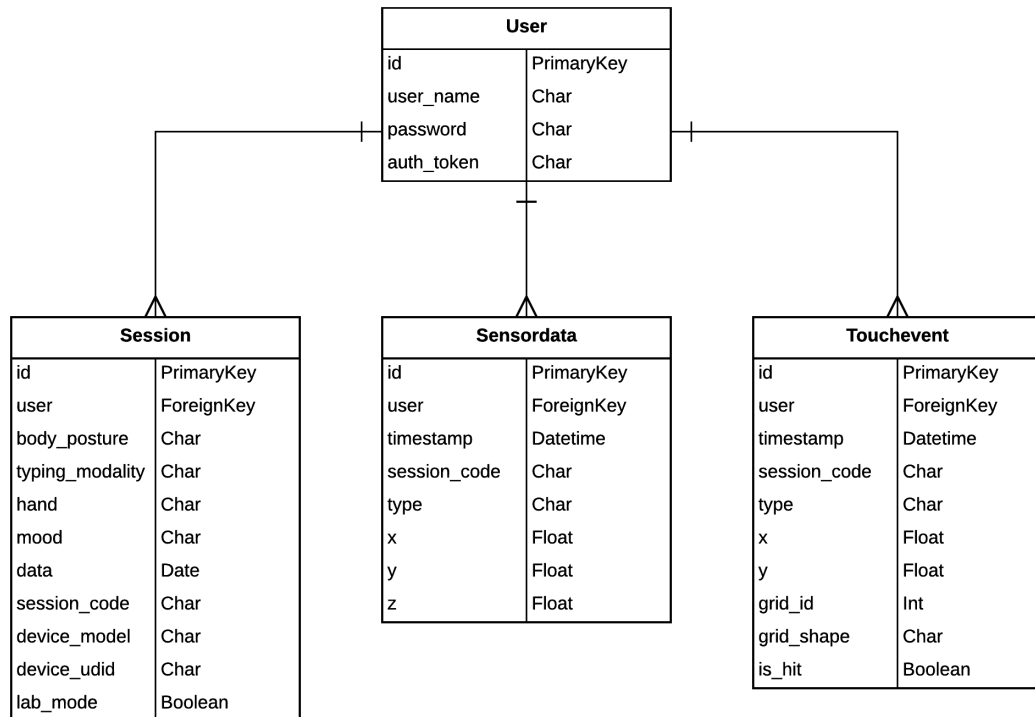 User
id PrimaryKey
user_name Char
password Char
auth_token Char
Session
id PrimaryKey
user ForeignKey
body_posture Char
typing_modality Char
hand Char
mood Char
data Date
session_code Char
device_model Char
device_udid Char
lab_mode Boolean
Sensordata
id PrimaryKey
user ForeignKey
timestamp Datetime
session_code Char
type Char
x Float
y Float
z Float
Touchevent
id PrimaryKey
user ForeignKey
timestamp Datetime
session_code Char
type Char
x Float
y Float
grid_id Int
grid_shape Char
is_hit Boolean